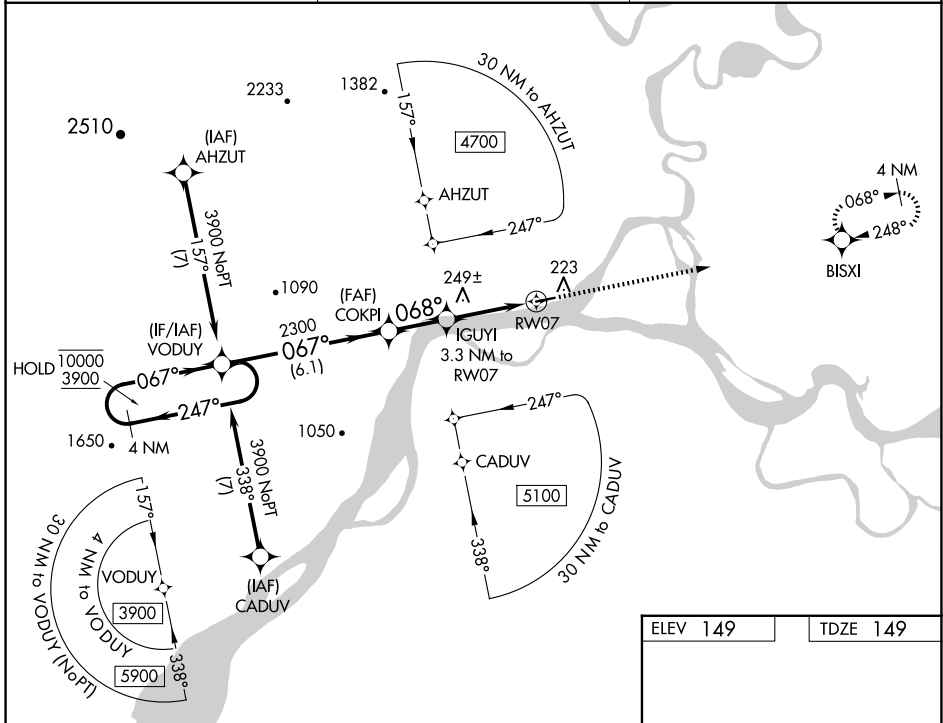 2233
1382
30 NM to AHZUT
157°
4700
2510
(IAF)
AHZUT
AHZUT
247°
4 NM
068°
248°
BISXI
3900 NoPT
157°
(7)
1090
(FAF)
COKPI
068°
249±
223
RW07
IGUYI
3.3 NM to
RW07
(IF/IAF)
VODUY
2300
067°
(6.1)
HOLD 10000
3900
067°
247°
4 NM
1650
1050
3900 NoPT
338°
(7)
(IAF)
CADUV
247°
CADUV
5100
338°
30 NM to CADUV
157°
30 NM to VODUY (NoPT)
4 NM to VODUY
VODUY
3900
5900
338°
ELEV 149
TDZE 149